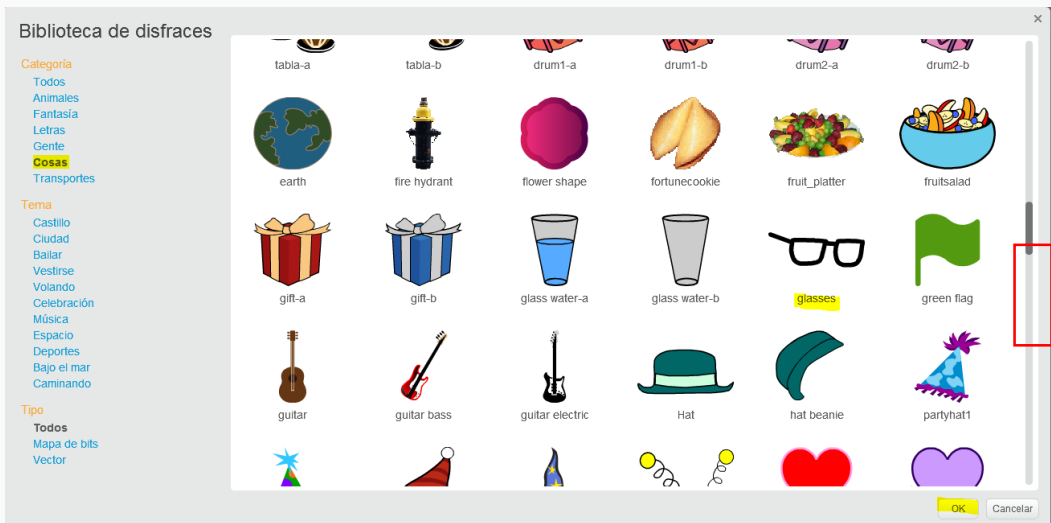 Biblioteca de disfraces
Categoría
Todos
Animales
Fantasía
Letras
Gente
Cosas
Transportes
Tema
Castillo
Ciudad
Bailar
Vestirse
Volando
Celebración
Música
Espacio
Deportes
Bajo el mar
Caminando
Tipo
Todos
Mapa de bits
Vector
tabla-a tabla-b drum1-a drum1-b drum2-a drum2-b
earth fire hydrant flower shape fortunecookie fruit_platter fruitsalad
gift-a gift-b glass water-a glass water-b glasses green flag
guitar guitar bass guitar electric Hat hat beanie partyhat1
OK Cancelar